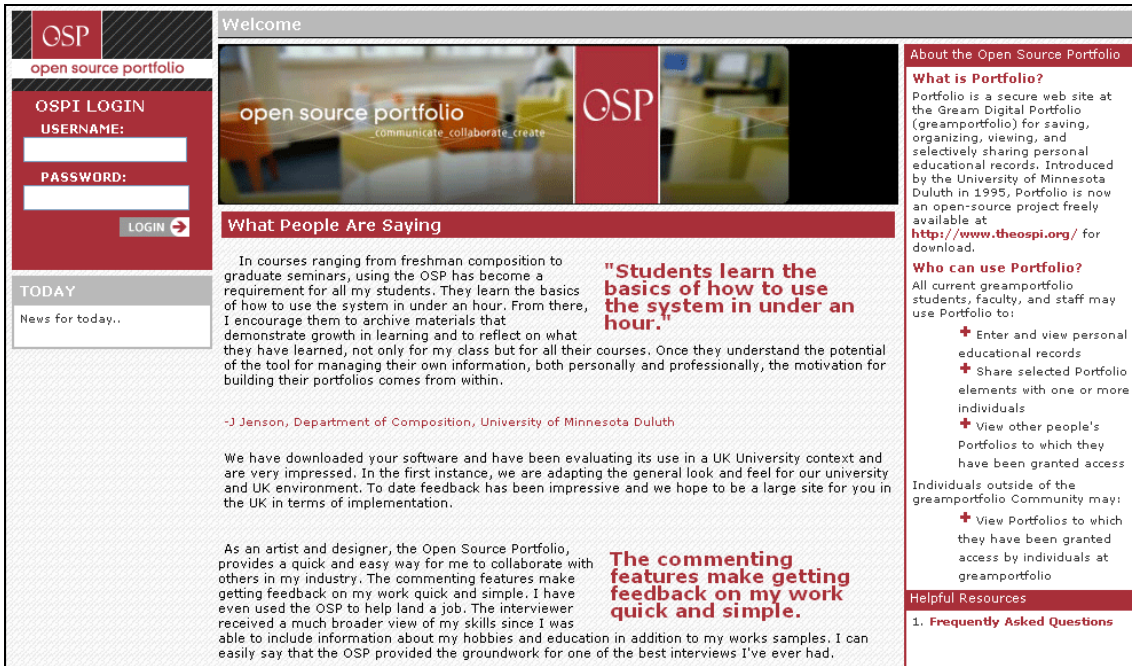 OSP
open source portfolio
OSPI LOGIN
USERNAME:
PASSWORD:
LOGIN
TODAY
News for today..
Welcome
open source portfolio
_communicate_collaborate_create
OSP
What People Are Saying
In courses ranging from freshman composition to
graduate seminars, using the OSP has become a
requirement for all my students. They learn the basics
of how to use the system in under an hour. From there,
I encourage them to archive materials that
demonstrate growth in learning and to reflect on what
they have learned, not only for my class but for all their courses. Once they understand the potential
of the tool for managing their own information, both personally and professionally, the motivation for
building their portfolios comes from within.
"Students learn the
basics of how to use
the system in under an
hour."
-J Jenson, Department of Composition, University of Minnesota Duluth
We have downloaded your software and have been evaluating its use in a UK University context and
are very impressed. In the first instance, we are adapting the general look and feel for our university
and UK environment. To date feedback has been impressive and we hope to be a large site for you in
the UK in terms of implementation.
As an artist and designer, the Open Source Portfolio,
provides a quick and easy way for me to collaborate with
others in my industry. The commenting features make
getting feedback on my work quick and simple. I have
even used the OSP to help land a job. The interviewer
received a much broader view of my skills since I was
able to include information about my hobbies and education in addition to my works samples. I can
easily say that the OSP provided the groundwork for one of the best interviews I've ever had.
The commenting
features make getting
feedback on my work
quick and simple.
About the Open Source Portfolio
What is Portfolio?
Portfolio is a secure web site at
the Gream Digital Portfolio
(greamportfolio) for saving,
organizing, viewing, and
selectively sharing personal
educational records. Introduced
by the University of Minnesota
Duluth in 1995, Portfolio is now
an open-source project freely
available at
http://www.theospi.org/ for
download.
Who can use Portfolio?
All current greamportfolio
students, faculty, and staff may
use Portfolio to:
+ Enter and view personal
educational records
+ Share selected Portfolio
elements with one or more
individuals
+ View other people's
Portfolios to which they
have been granted access
Individuals outside of the
greamportfolio Community may:
+ View Portfolios to which
they have been granted
access by individuals at
greamportfolio
Helpful Resources
1. Frequently Asked Questions